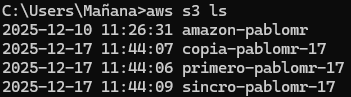 C:\Users\Mañana>aws s3 ls
2025-12-10 11:26:31 amazon-pablomr
2025-12-17 11:44:07 copia-pablomr-17
2025-12-17 11:44:06 primero-pablomr-17
2025-12-17 11:44:09 sincro-pablomr-17